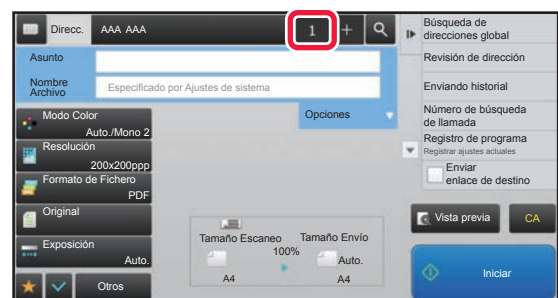 Direcc.
AAA AAA
1
+
Asunto
Nombre
Archivo
Especificado por Ajustes de sistema
Opciones
Modo Color
Auto./Mono 2
Resolución
200x200ppp
Formato de Fichero
PDF
Original
Exposición
Auto.
Otros
Tamaño Escaneo
Tamaño Envío
100%
Auto.
A4
A4
Búsqueda de
direcciones global
Revisión de dirección
Enviando historial
Número de búsqueda
de llamada
Registro de programa
Registrar ajustes actuales
Enviar
enlace de destino
Vista previa
CA
Iniciar